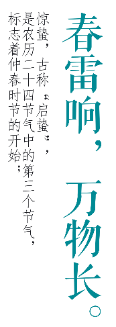 春雷响，万物长。
惊蛰，古称“启蛰”，
是农历二十四节气中的第三个节气，
标志着仲春时节的开始；